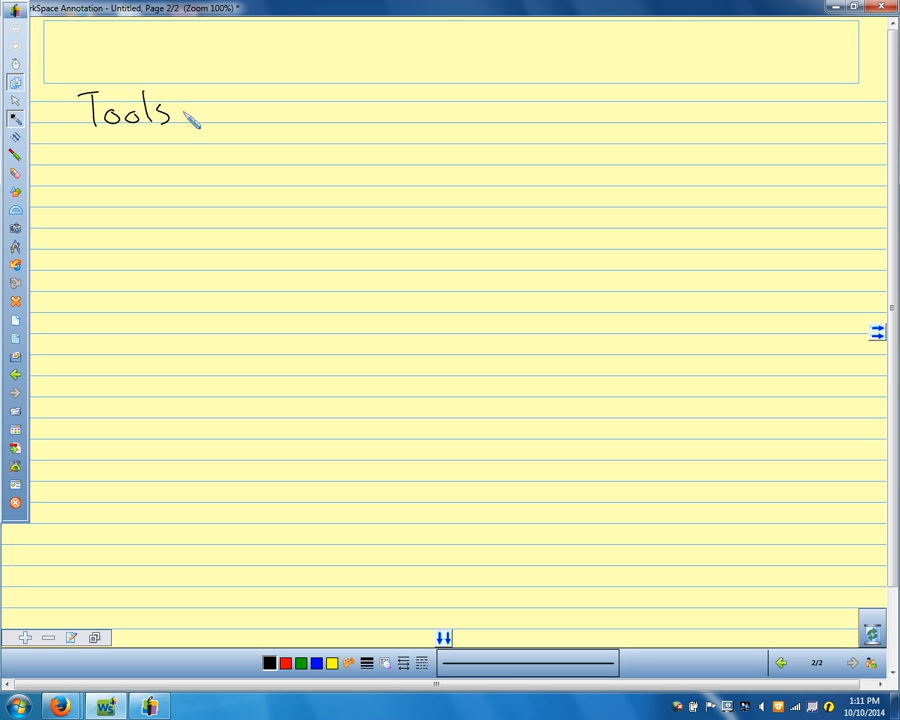 rkSpace Annotation - Untitled, Page 2/2 (Zoom 100%) *
Tools
2/2
1:11 PM
10/10/2014